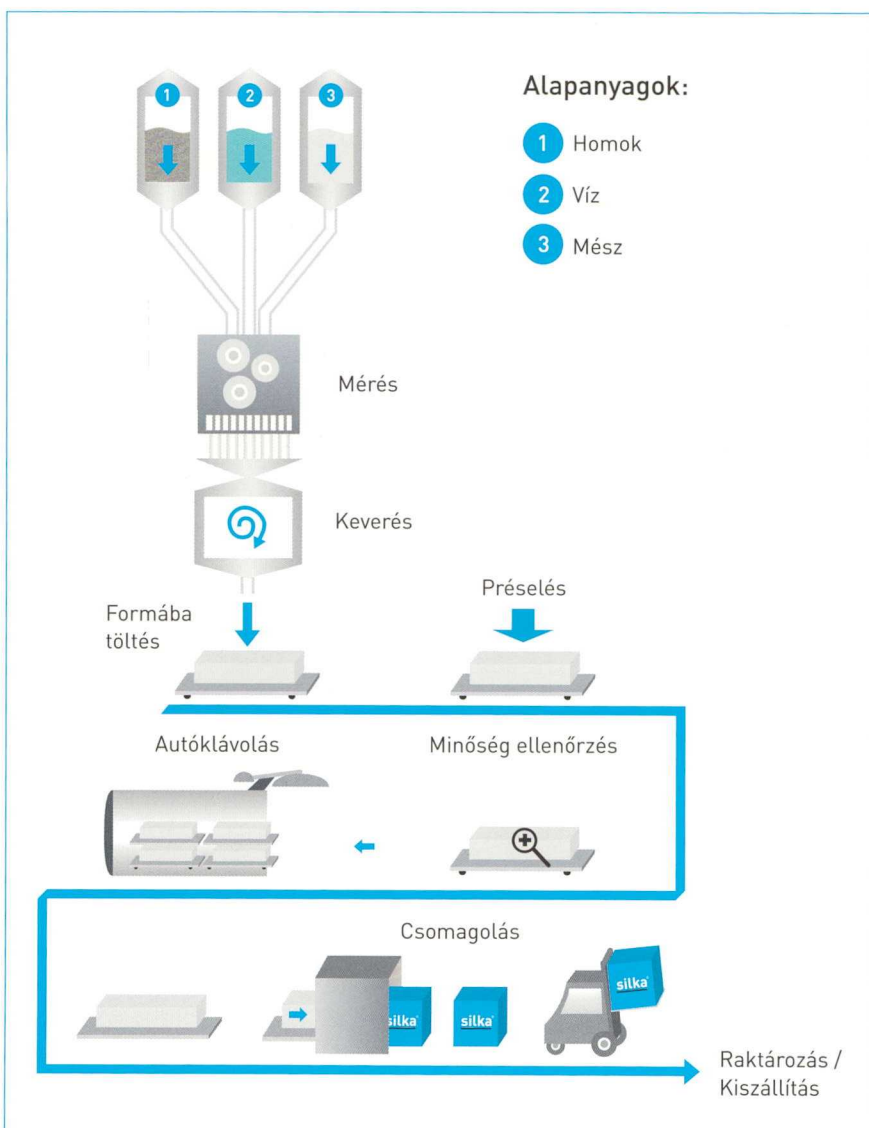 1
2
3
Alapanyagok:
1 Homok
2 Víz
3 Mész
Mérés
Keverés
Formába
töltés
Préselés
Autóklávolás
Minőség ellenőrzés
Csomagolás
silka®
silka®
silka®
Raktározás /
Kiszállítás